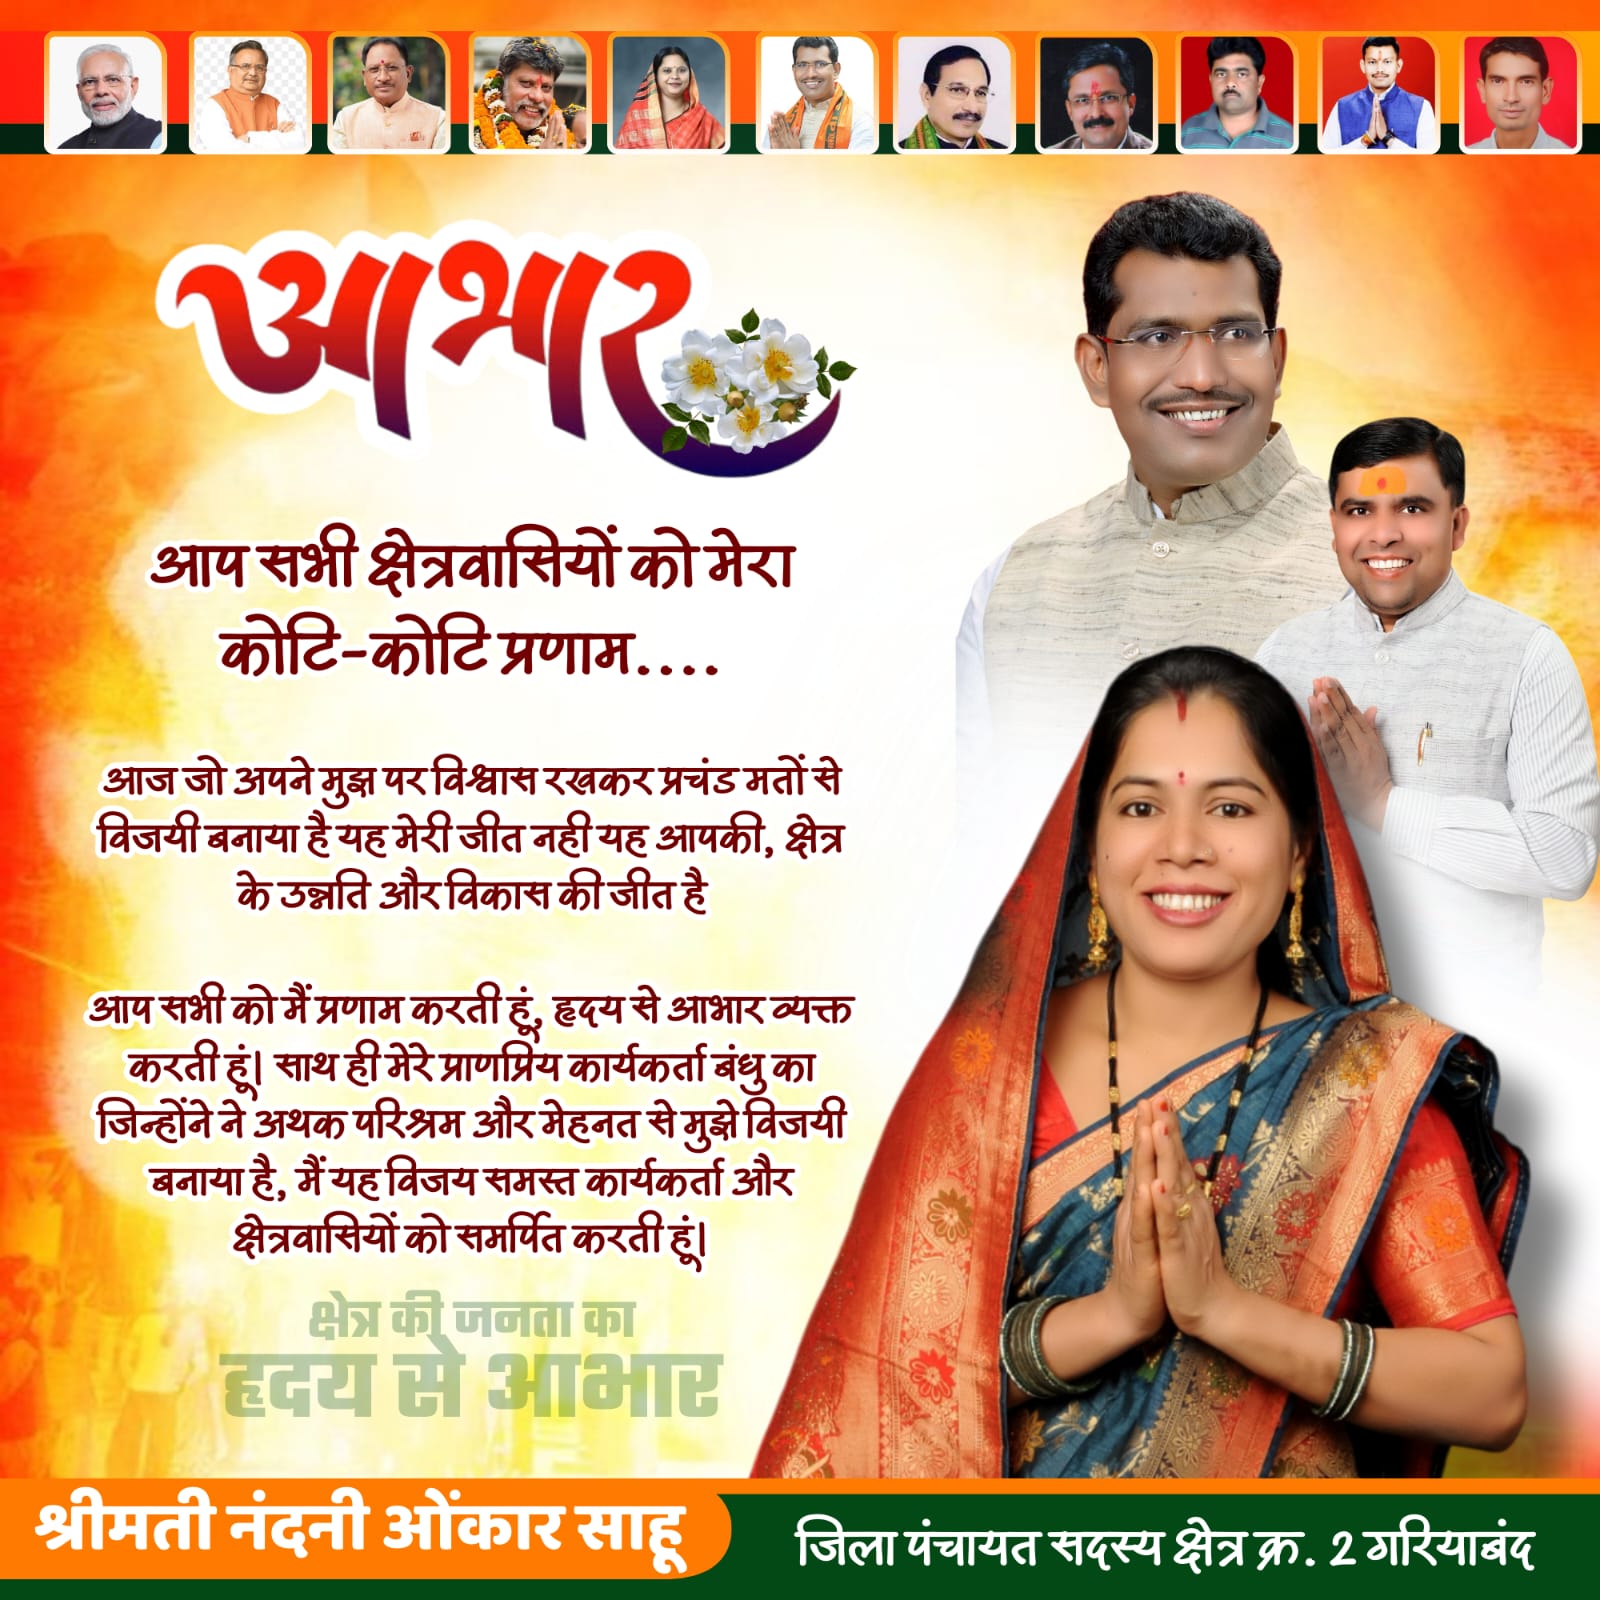 आभार
आप सभी क्षेत्रवासियों को मेरा
कोटि-कोटि प्रणाम....
आज जो अपने मुझ पर विश्वास रखकर प्रचंड मतों से
विजयी बनाया है यह मेरी जीत नही यह आपकी, क्षेत्र
के उन्नति और विकास की जीत है
आप सभी को मैं प्रणाम करती हूं, हृदय से आभार व्यक्त
करती हूं। साथ ही मेरे प्राणप्रिय कार्यकर्ता बंधु का
जिन्होंने ने अथक परिश्रम और मेहनत से मुझे विजयी
बनाया है, मैं यह विजय समस्त कार्यकर्ता और
क्षेत्रवासियों को समर्पित करती हूं।
क्षेत्र की जनता का
हृदय से आभार
श्रीमती नंदनी ओंकार साहू
जिला पंचायत सदस्य क्षेत्र क्र. 2 गरियाबंद